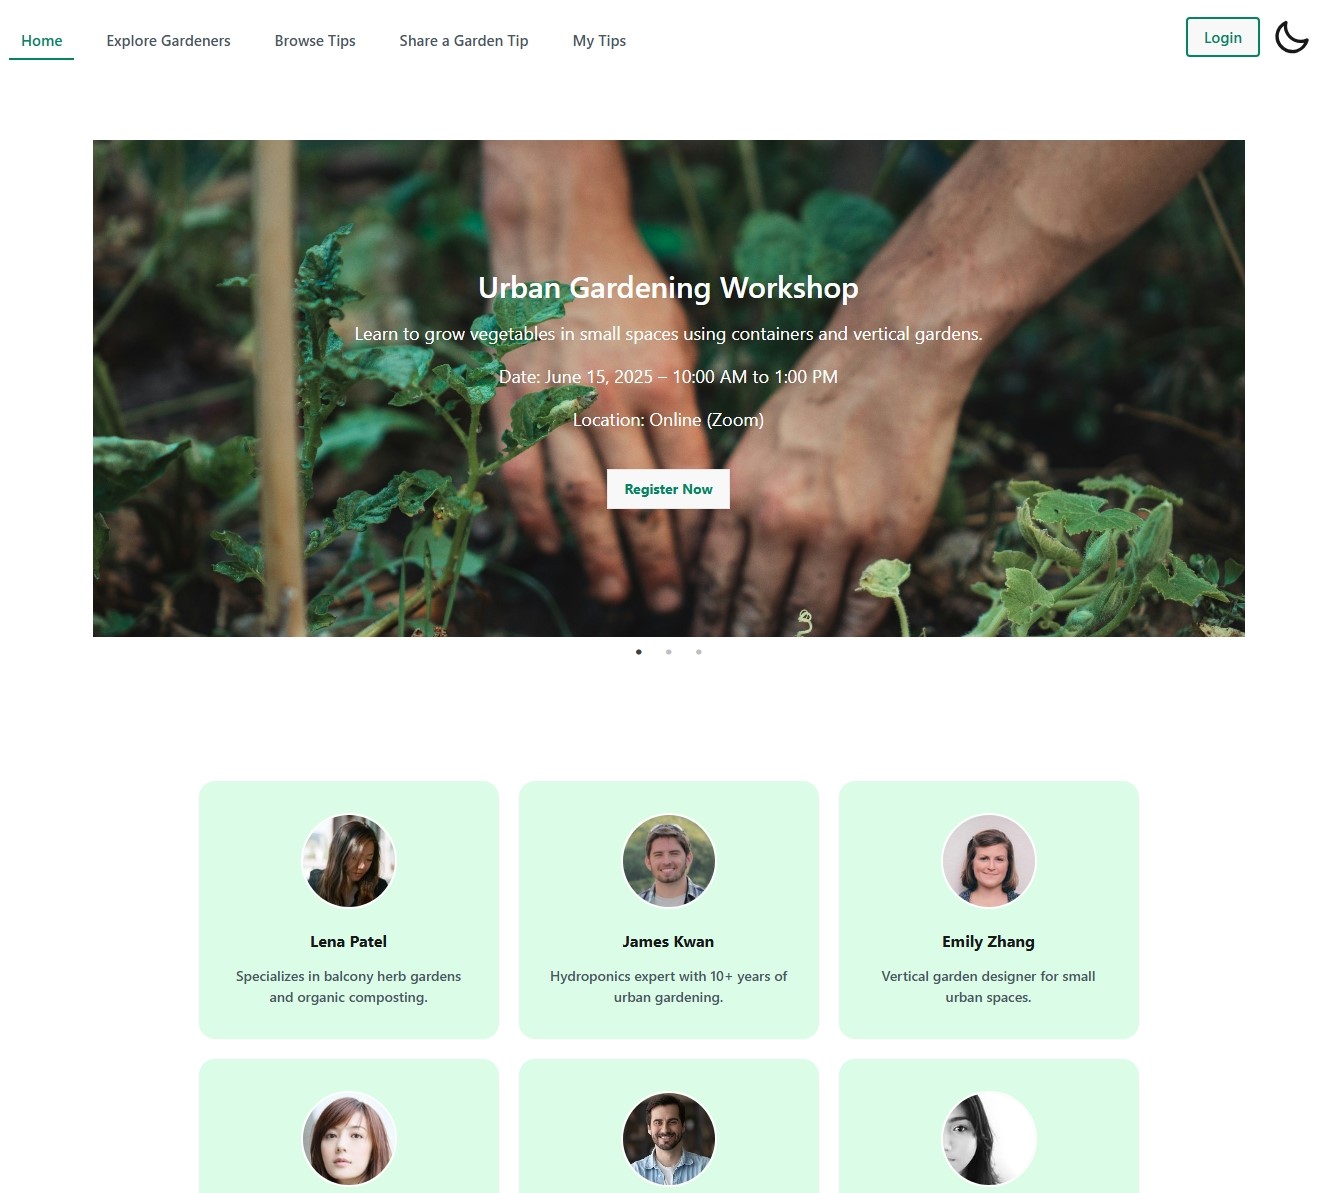 Home
Explore Gardeners
Browse Tips
Share a Garden Tip
My Tips
Login
Urban Gardening Workshop
Learn to grow vegetables in small spaces using containers and vertical gardens.
Date: June 15, 2025 – 10:00 AM to 1:00 PM
Location: Online (Zoom)
Register Now
Lena Patel
Specializes in balcony herb gardens
and organic composting.
James Kwan
Hydroponics expert with 10+ years of
urban gardening.
Emily Zhang
Vertical garden designer for small
urban spaces.